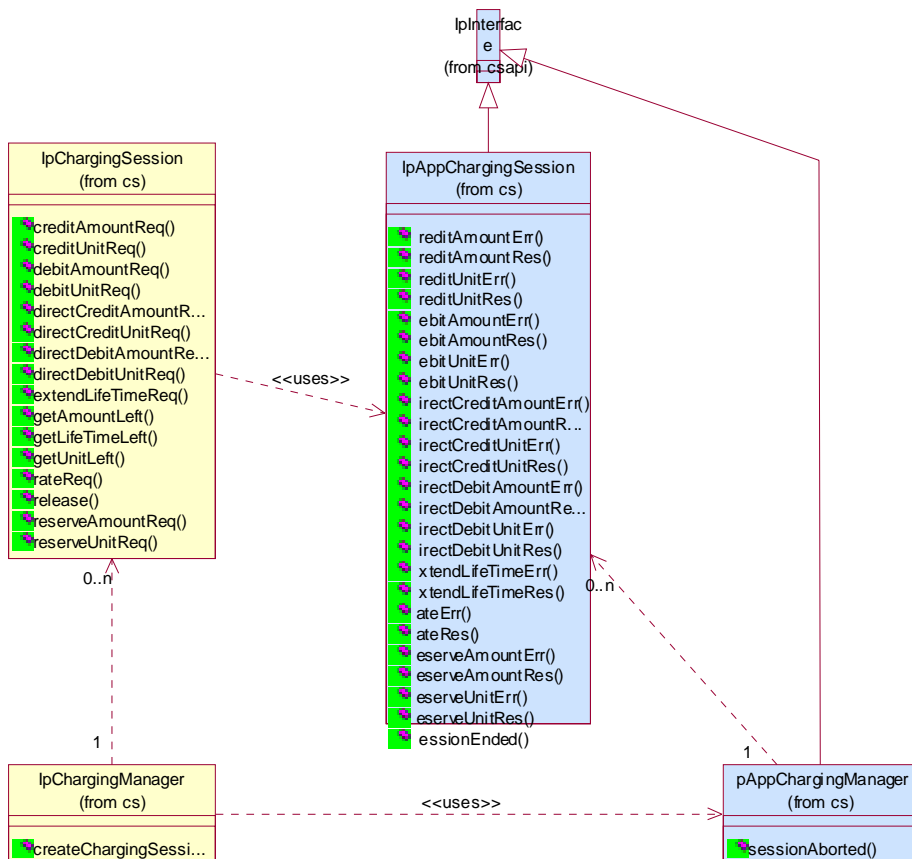 IpInterfac
e
(from csapi)
IpChargingSession
(from cs)
creditAmountReq()
creditUnitReq()
debitAmountReq()
debitUnitReq()
directCreditAmountR...
directCreditUnitReq()
directDebitAmountRe...
directDebitUnitReq()
extendLifeTimeReq()
getAmountLeft()
getLifeTimeLeft()
getUnitLeft()
rateReq()
release()
reserveAmountReq()
reserveUnitReq()
<<uses>>
IpAppChargingSession
(from cs)
reditAmountErr()
reditAmountRes()
reditUnitErr()
reditUnitRes()
ebitAmountErr()
ebitAmountRes()
ebitUnitErr()
ebitUnitRes()
irectCreditAmountErr()
irectCreditAmountR...
irectCreditUnitErr()
irectCreditUnitRes()
irectDebitAmountErr()
irectDebitAmountRe...
irectDebitUnitErr()
irectDebitUnitRes()
xtendLifeTimeErr()
xtendLifeTimeRes()
ateErr()
ateRes()
eserveAmountErr()
eserveAmountRes()
eserveUnitErr()
eserveUnitRes()
essionEnded()
0..n
0..n
1
1
IpChargingManager
(from cs)
createChargingSessi...
<<uses>>
pAppChargingManager
(from cs)
sessionAborted()